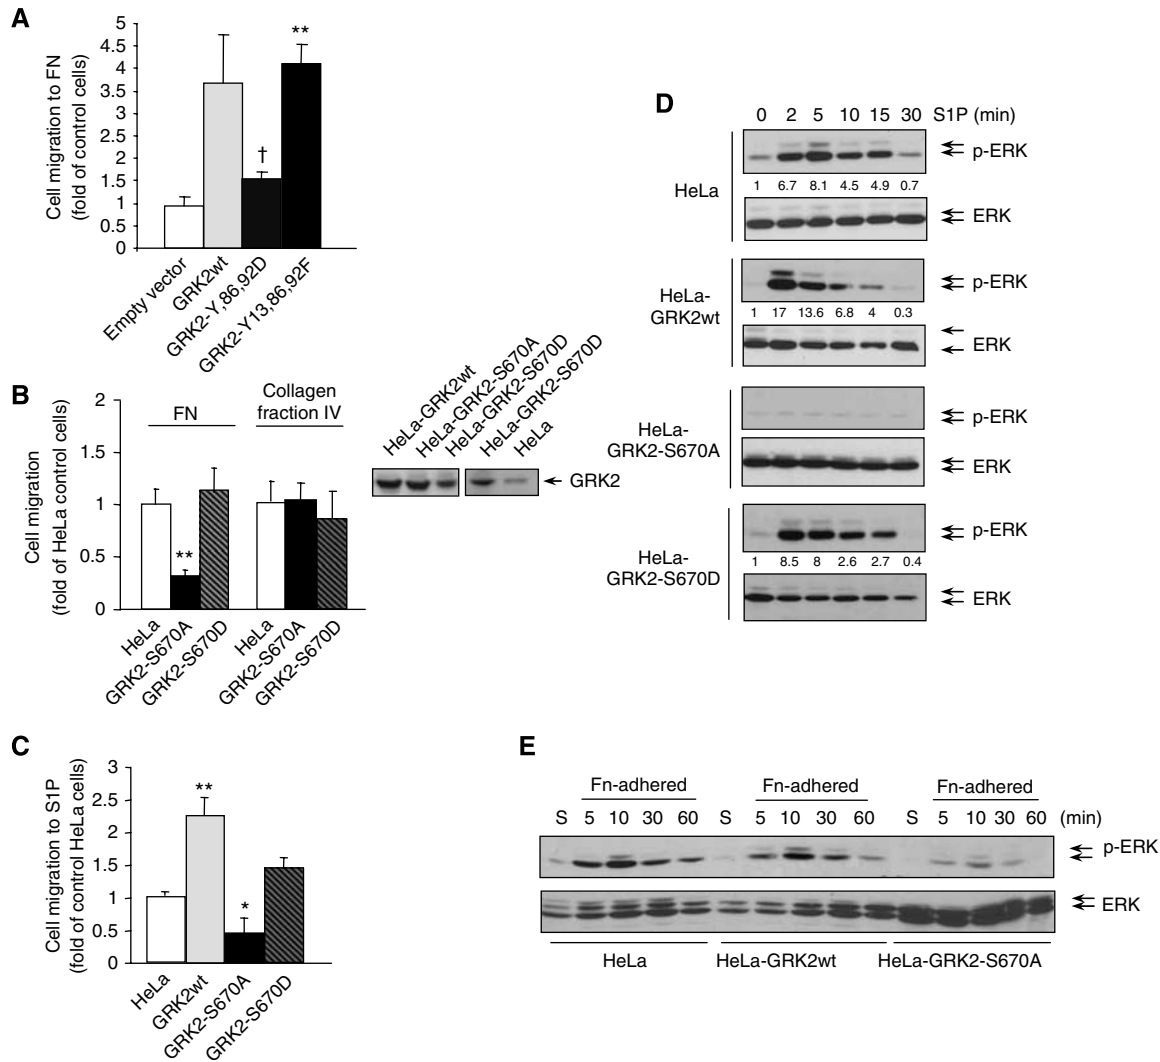 A
Cell migration to FN
(fold of control cells)
5
4.5
4
3.5
3
2.5
2
1.5
1
0.5
0
†
**
Empty vector
GRK2wt
GRK2-Y,86,92D
GRK2-Y13,86,92F
B
Cell migration
(fold of HeLa control cells)
2
1.5
1
0.5
0
FN
Collagen
fraction IV
**
HeLa
GRK2-S670A
GRK2-S670D
HeLa
GRK2-S670A
GRK2-S670D
HeLa-GRK2wt
HeLa-GRK2-S670A
HeLa-GRK2-S670D
HeLa-GRK2-S670D
HeLa
← GRK2
C
Cell migration to S1P
(fold of control HeLa cells)
3
2.5
2
1.5
1
0.5
0
**
*
HeLa
GRK2wt
GRK2-S670A
GRK2-S670D
D
0 2 5 10 15 30 S1P (min)
HeLa
p-ERK
1 6.7 8.1 4.5 4.9 0.7
ERK
HeLa-
GRK2wt
p-ERK
1 17 13.6 6.8 4 0.3
ERK
HeLa-
GRK2-S670A
p-ERK
ERK
HeLa-
GRK2-S670D
p-ERK
1 8.5 8 2.6 2.7 0.4
ERK
E
Fn-adhered Fn-adhered Fn-adhered
S 5 10 30 60 S 5 10 30 60 S 5 10 30 60 (min)
p-ERK
ERK
HeLa HeLa-GRK2wt HeLa-GRK2-S670A